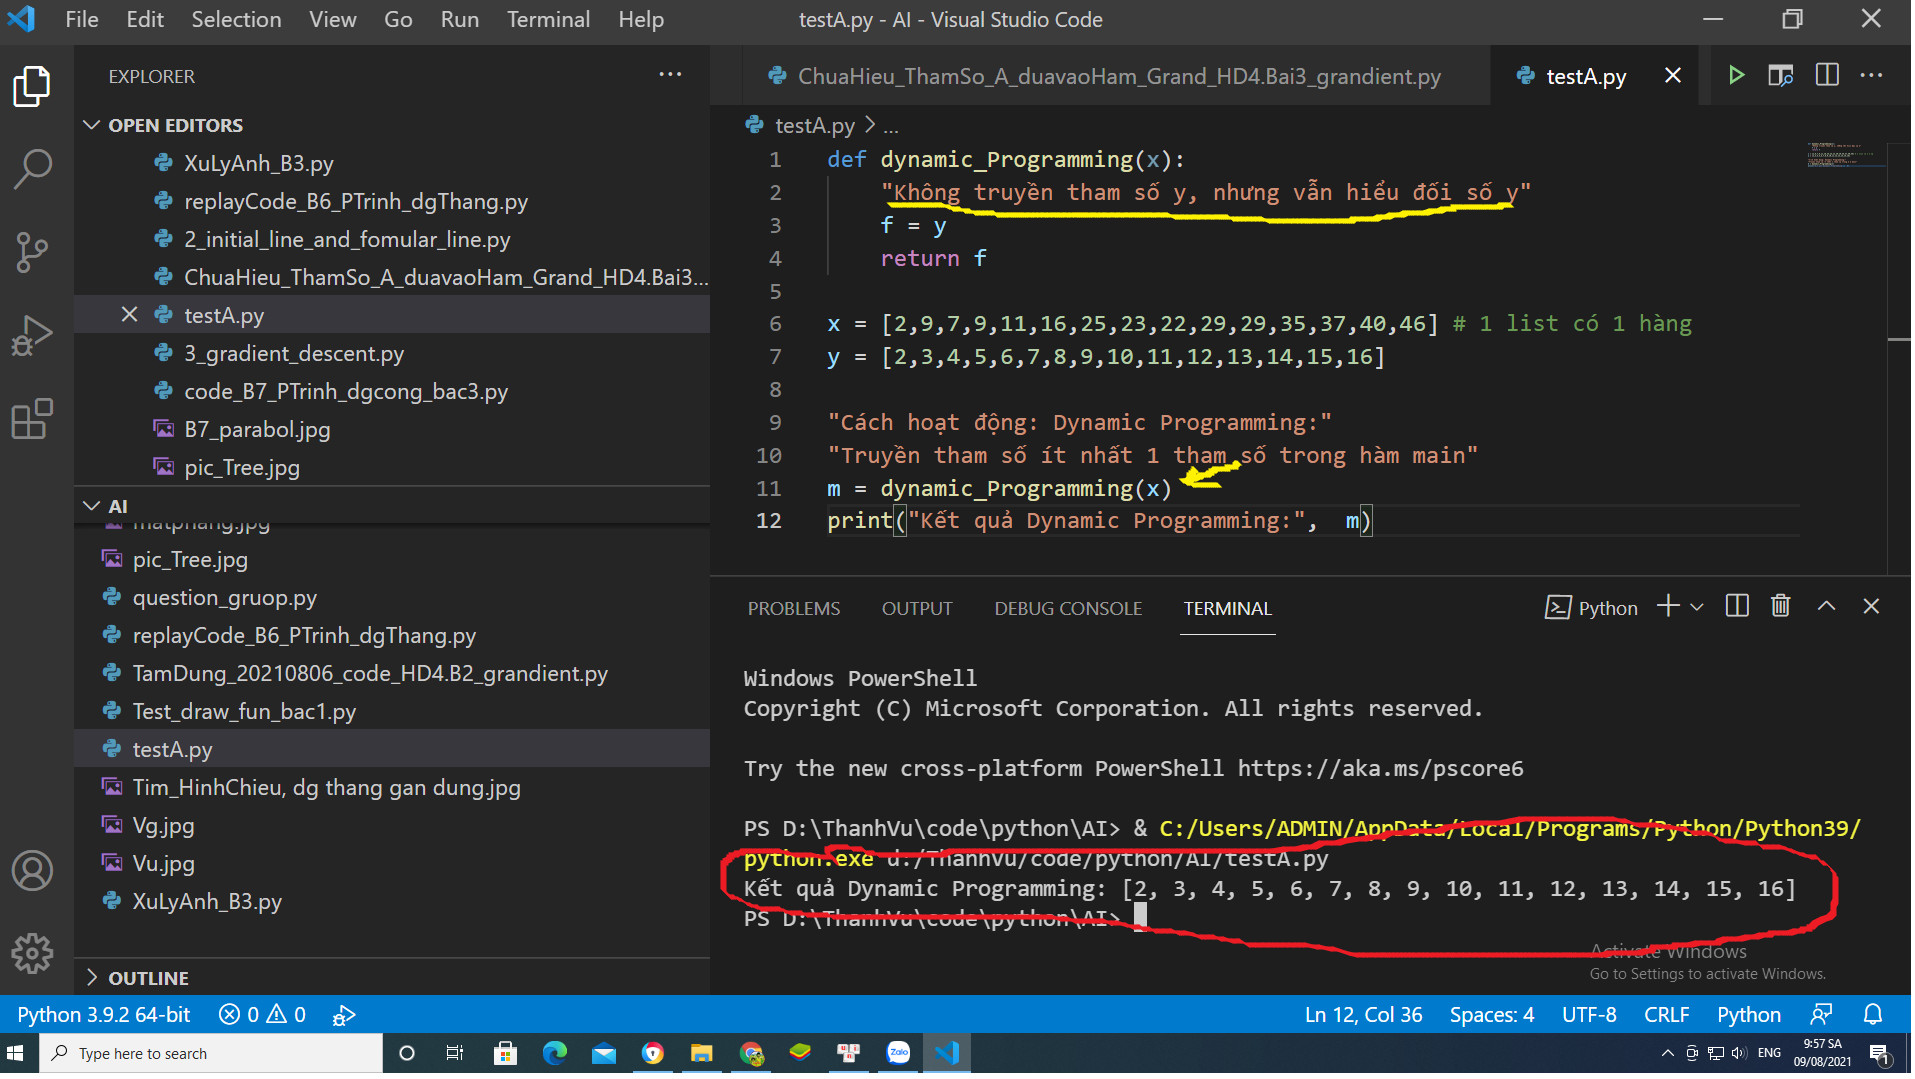 File Edit Selection View Go Run Terminal Help
testA.py - AI - Visual Studio Code
EXPLORER
OPEN EDITORS
XuLyAnh_B3.py
replayCode_B6_PTrinh_dgThang.py
2_initial_line_and_fomular_line.py
ChuaHieu_ThamSo_A_duavaoHam_Grand_HD4.Bai3...
testA.py
3_gradient_descent.py
code_B7_PTrinh_dgcong_bac3.py
B7_parabol.jpg
pic_Tree.jpg
AI
matphang.jpg
pic_Tree.jpg
question_gruop.py
replayCode_B6_PTrinh_dgThang.py
TamDung_20210806_code_HD4.B2_grandient.py
Test_draw_fun_bac1.py
testA.py
Tim_HinhChieu, dg thang gan dung.jpg
Vg.jpg
Vu.jpg
XuLyAnh_B3.py
OUTLINE
ChuaHieu_ThamSo_A_duavaoHam_Grand_HD4.Bai3_grandient.py
testA.py
testA.py > ...
1 def dynamic_Programming(x):
2 "Không truyền tham số y, nhưng vẫn hiểu đối số y"
3 f = y
4 return f
5
6 x = [2,9,7,9,11,16,25,23,22,29,29,35,37,40,46] # 1 list có 1 hàng
7 y = [2,3,4,5,6,7,8,9,10,11,12,13,14,15,16]
8
9 "Cách hoạt động: Dynamic Programming:"
10 "Truyền tham số ít nhất 1 tham số trong hàm main"
11 m = dynamic_Programming(x)
12 print("Kết quả Dynamic Programming:", m)
PROBLEMS OUTPUT DEBUG CONSOLE TERMINAL
Python
Windows PowerShell
Copyright (C) Microsoft Corporation. All rights reserved.
Try the new cross-platform PowerShell https://aka.ms/pscore6
PS D:\ThanhVu\code\python\AI> & C:/Users/ADMIN/AppData/Local/Programs/Python/Python39/
python.exe d:/ThanhVu/code/python/AI/testA.py
Kết quả Dynamic Programming: [2, 3, 4, 5, 6, 7, 8, 9, 10, 11, 12, 13, 14, 15, 16]
PS D:\ThanhVu\code\python\AI>
Activate Windows
Go to Settings to activate Windows.
Python 3.9.2 64-bit 0 0
Ln 12, Col 36 Spaces: 4 UTF-8 CRLF Python
Type here to search
Zalo
ENG
9:57 SA
09/08/2021
1